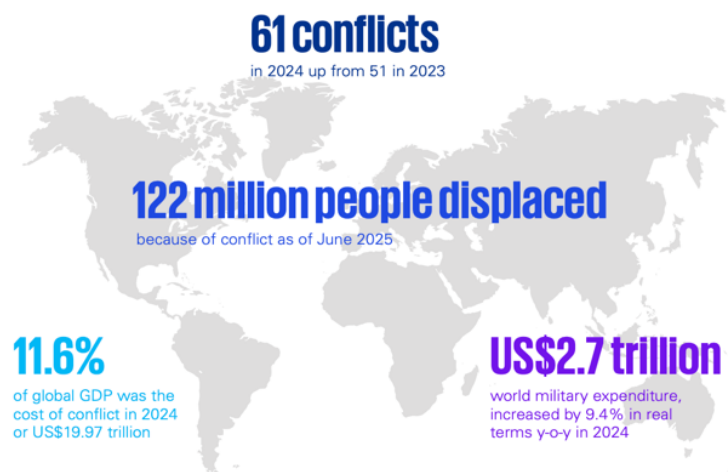 61 conflicts
in 2024 up from 51 in 2023
122 million people displaced
because of conflict as of June 2025
11.6%
of global GDP was the
cost of conflict in 2024
or US$19.97 trillion
US$2.7 trillion
world military expenditure,
increased by 9.4% in real
terms y-o-y in 2024